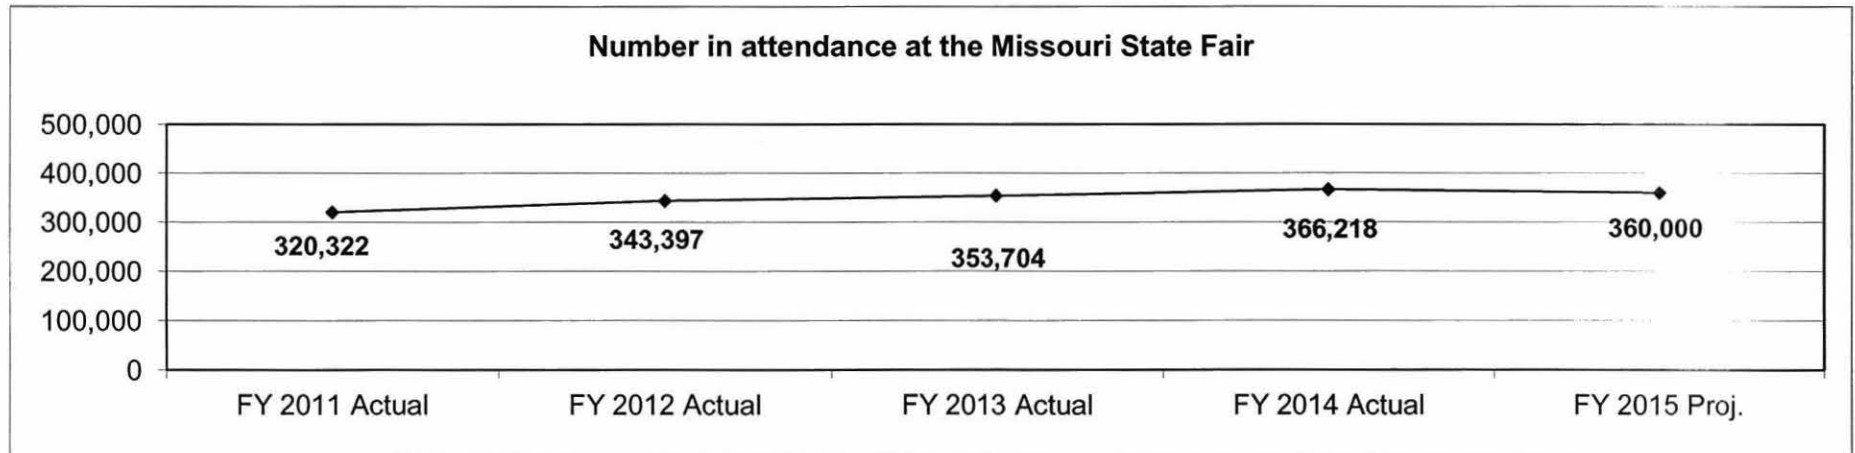 Number in attendance at the Missouri State Fair
500,000
400,000
300,000
200,000
100,000
0
320,322
343,397
353,704
366,218
360,000
FY 2011 Actual
FY 2012 Actual
FY 2013 Actual
FY 2014 Actual
FY 2015 Proj.